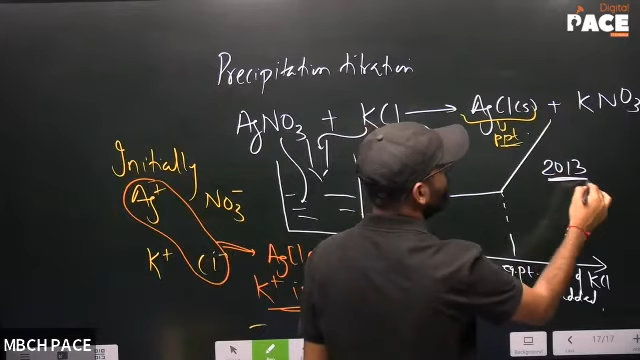 Digital
PACE
Precipitation titration
AgNO₃ + KCl ⟶ AgCl(s) + KNO₃
ppt.
2013
Initially
Ag⁺ NO₃⁻
K⁺ Cl⁻
K⁺
KCl
added
MBCH PACE
17/17